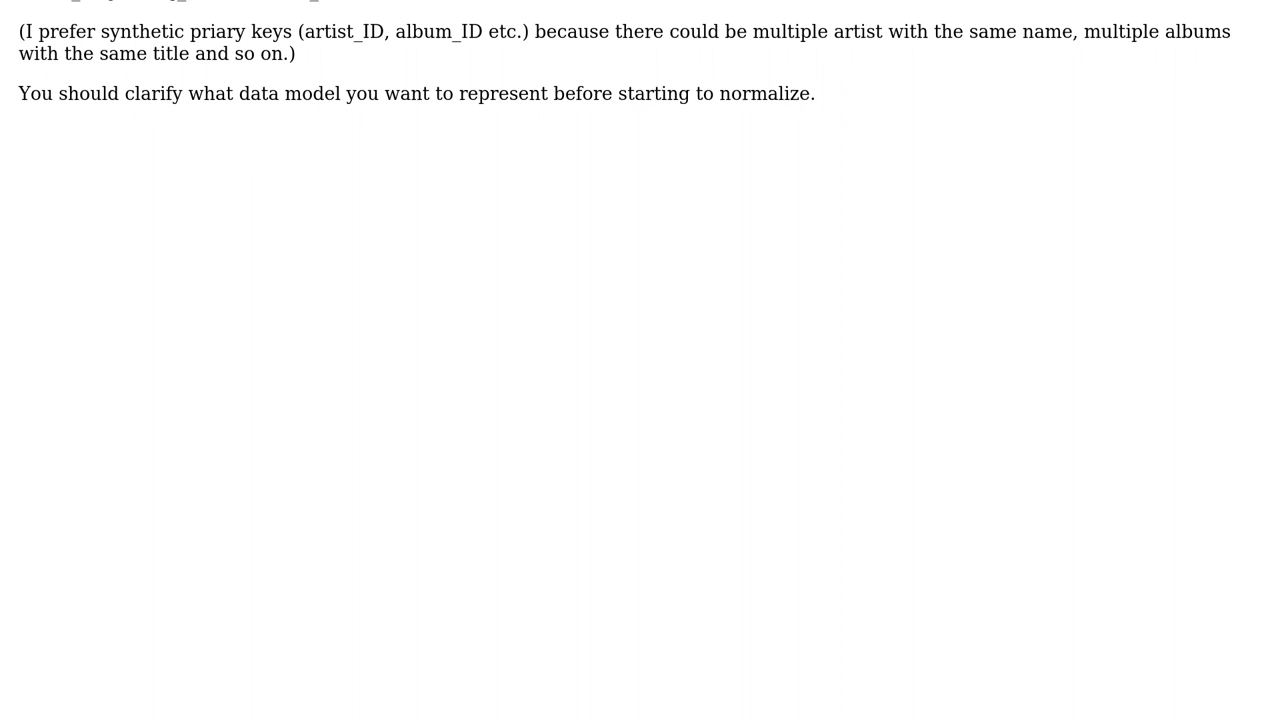 (I prefer synthetic priary keys (artist_ID, album_ID etc.) because there could be multiple artist with the same name, multiple albums
with the same title and so on.)
You should clarify what data model you want to represent before starting to normalize.